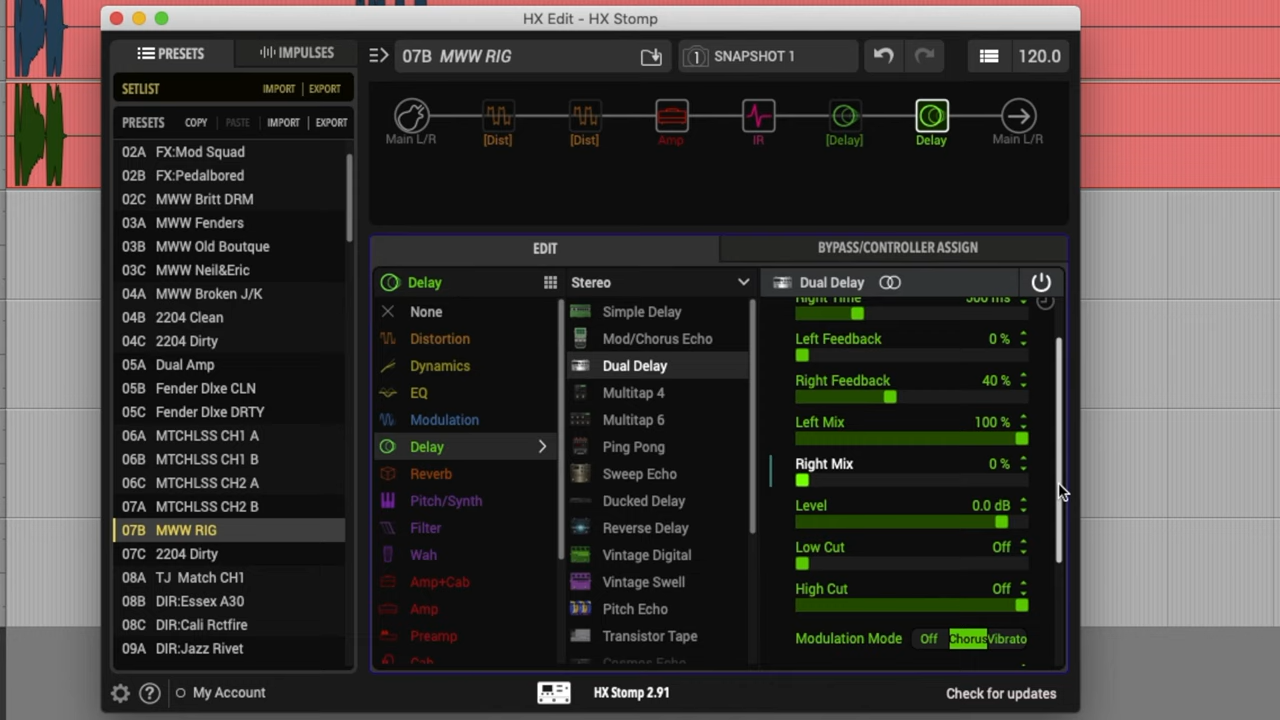 HX Edit - HX Stomp
PRESETS
IMPULSES
07B MWW RIG
1 SNAPSHOT 1
120.0
SETLIST IMPORT | EXPORT
PRESETS COPY PASTE IMPORT EXPORT
Main L/R [Dist] [Dist] Amp IR [Delay] Delay Main L/R
02A FX:Mod Squad
02B FX:Pedalbored
02C MWW Britt DRM
03A MWW Fenders
03B MWW Old Boutque
03C MWW Neil&Eric
04A MWW Broken J/K
04B 2204 Clean
04C 2204 Dirty
05A Dual Amp
05B Fender Dlxe CLN
05C Fender Dlxe DRTY
06A MTCHLSS CH1 A
06B MTCHLSS CH1 B
06C MTCHLSS CH2 A
07A MTCHLSS CH2 B
07B MWW RIG
07C 2204 Dirty
08A TJ Match CH1
08B DIR:Essex A30
08C DIR:Cali Rctfire
09A DIR:Jazz Rivet
EDIT
BYPASS/CONTROLLER ASSIGN
Delay
None
Distortion
Dynamics
EQ
Modulation
Delay
Reverb
Pitch/Synth
Filter
Wah
Amp+Cab
Amp
Preamp
Cab
Stereo
Simple Delay
Mod/Chorus Echo
Dual Delay
Multitap 4
Multitap 6
Ping Pong
Sweep Echo
Ducked Delay
Reverse Delay
Vintage Digital
Vintage Swell
Pitch Echo
Transistor Tape
Cosmos Echo
Dual Delay
Right Time 500 ms
Left Feedback 0 %
Right Feedback 40 %
Left Mix 100 %
Right Mix 0 %
Level 0.0 dB
Low Cut Off
High Cut Off
Modulation Mode Off Chorus Vibrato
My Account
HX Stomp 2.91
Check for updates